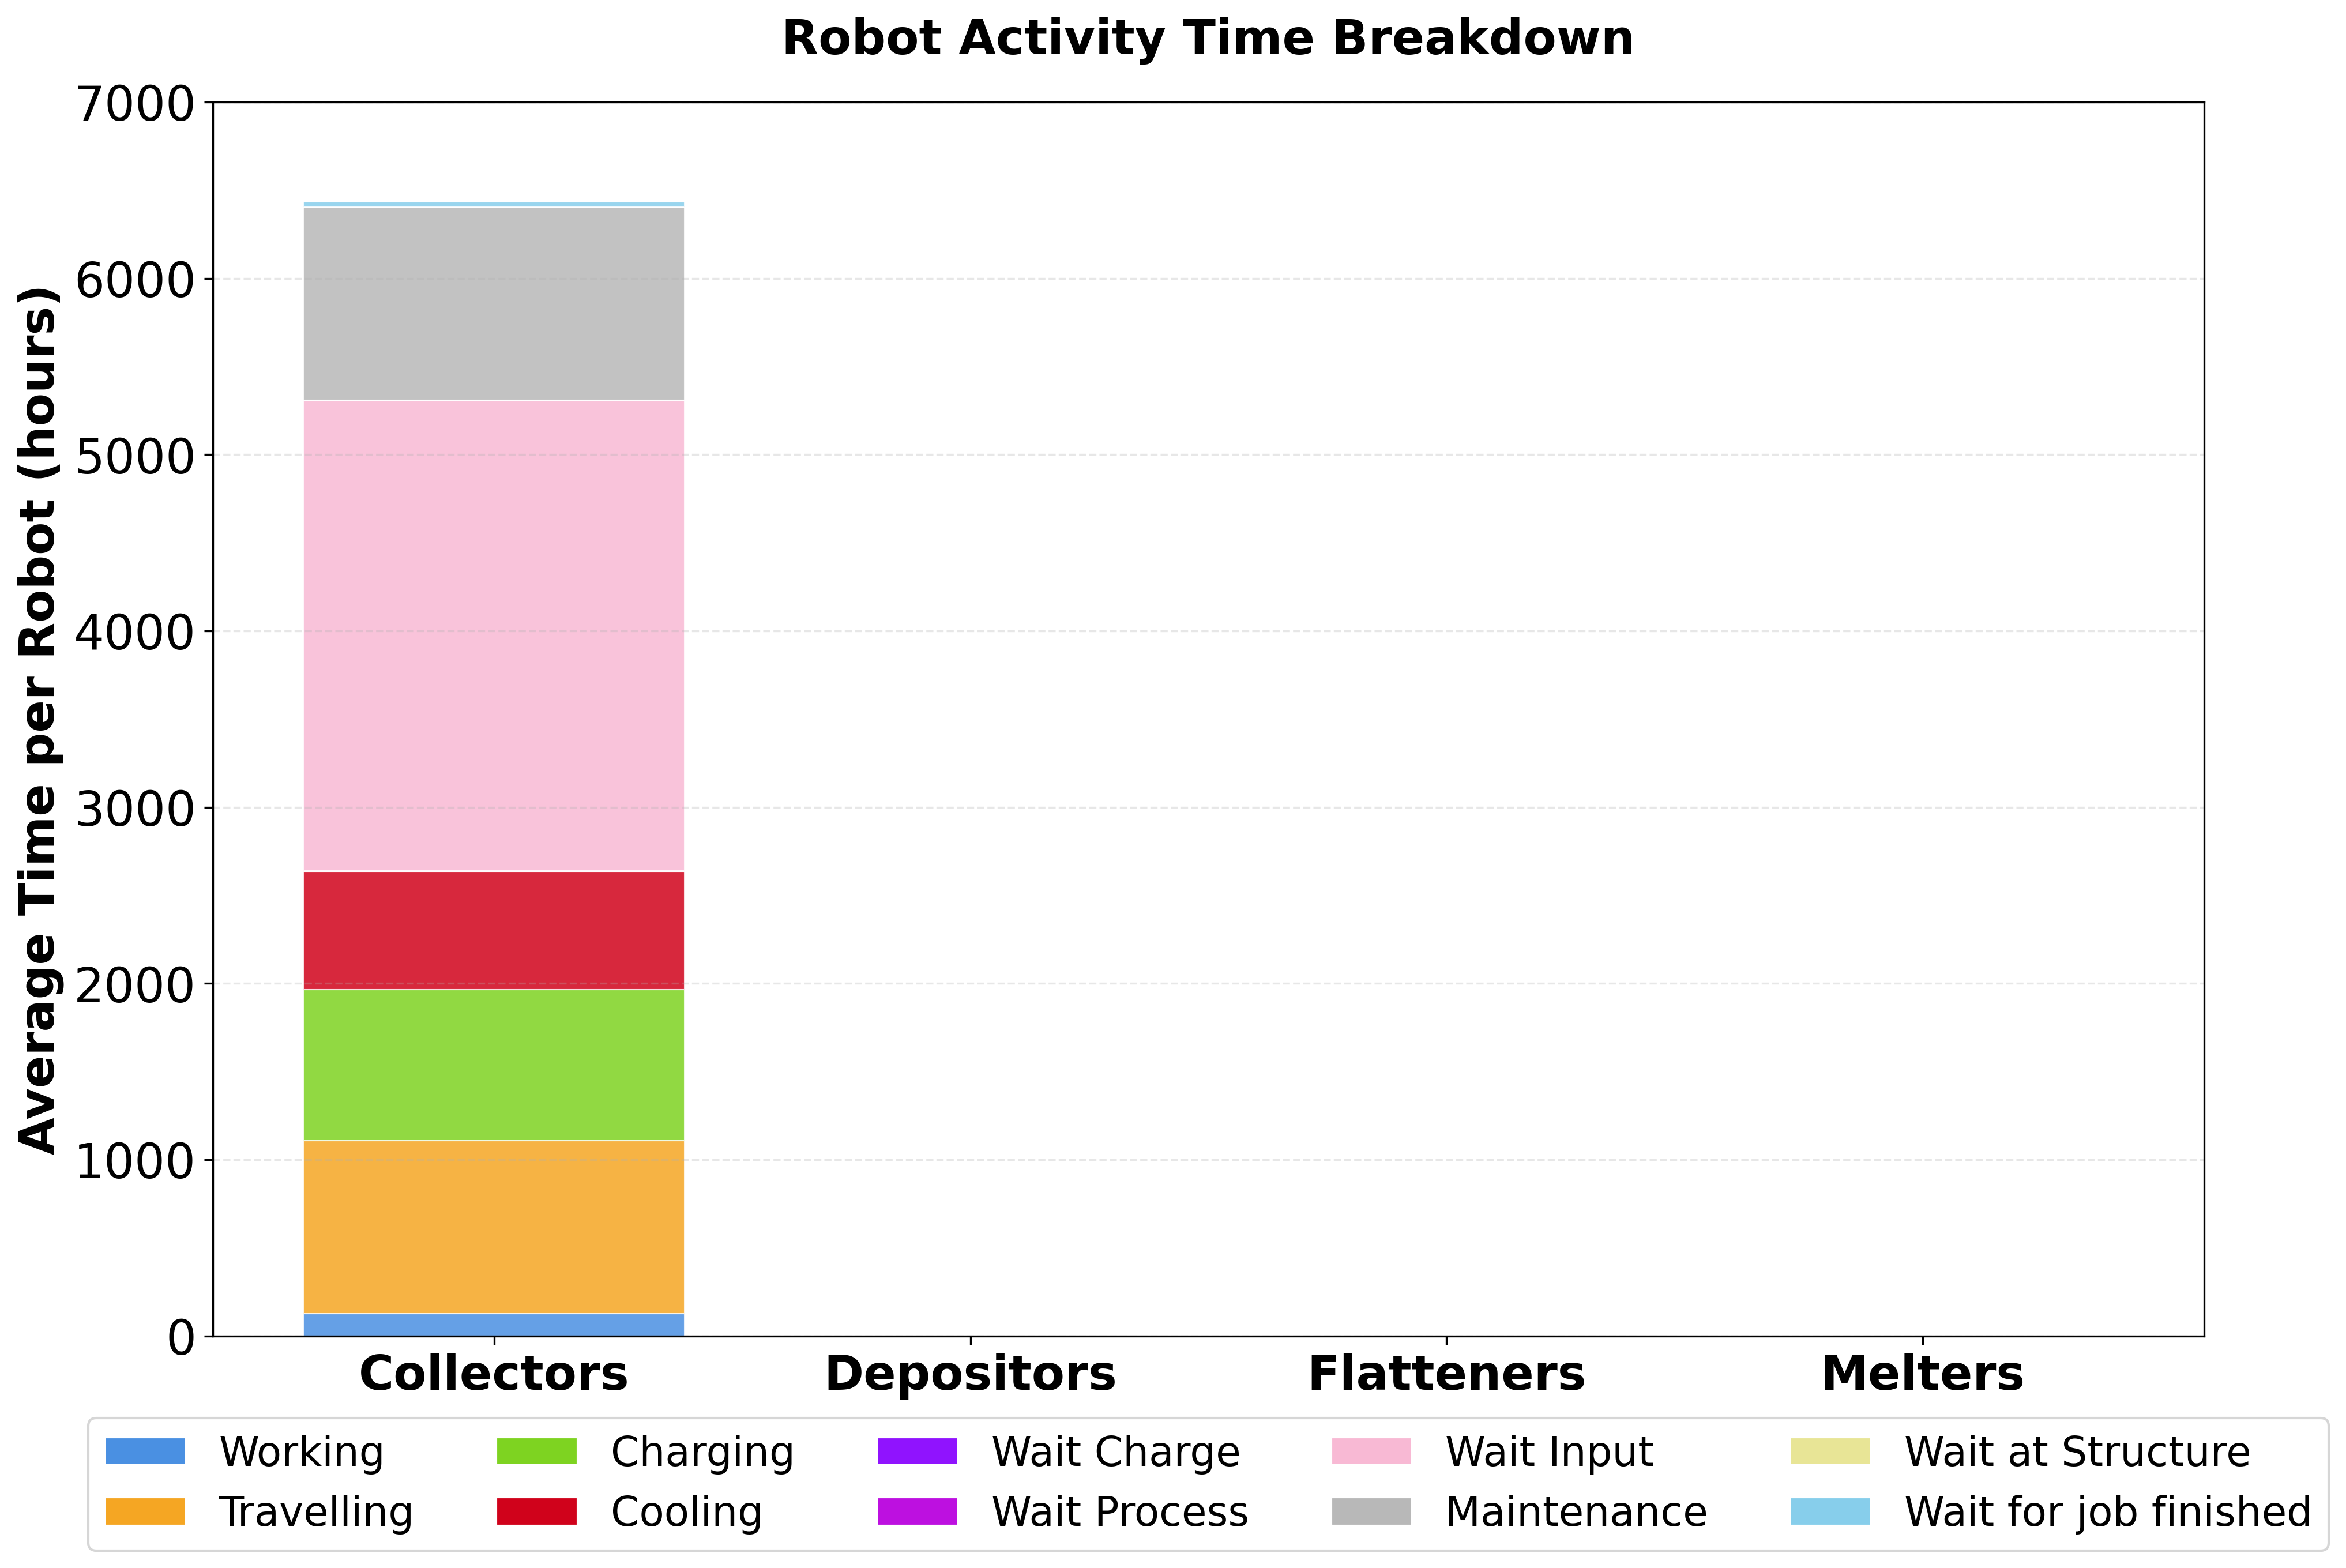 Robot Activity Time Breakdown
7000
6000
5000
4000
3000
2000
1000
0
Average Time per Robot (hours)
Collectors Depositors Flatteners Melters
Working Charging Wait Charge Wait Input Wait at Structure
Travelling Cooling Wait Process Maintenance Wait for job finished